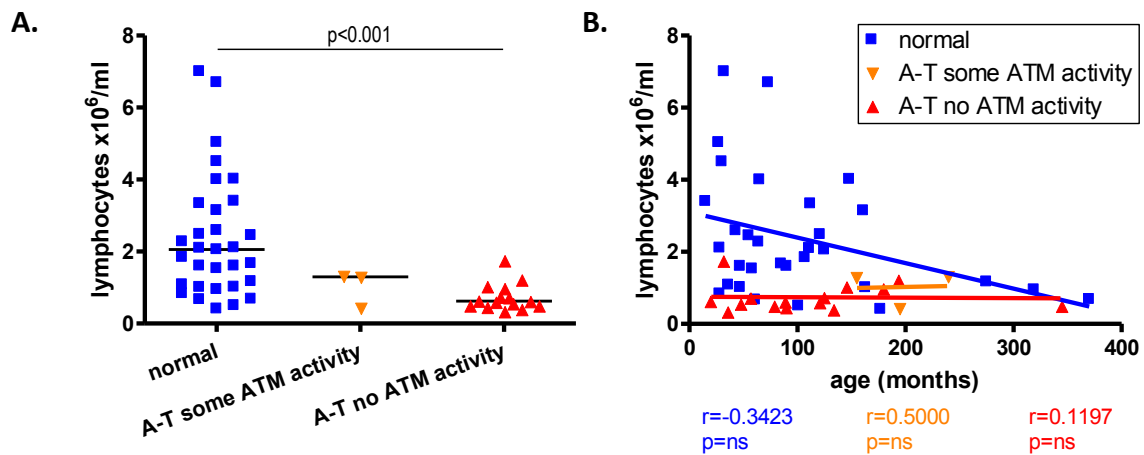 A.
p<0.001
8
6
4
2
0
lymphocytes x10⁶/ml
normal
A-T some ATM activity
A-T no ATM activity
B.
normal
A-T some ATM activity
A-T no ATM activity
8
6
4
2
0
lymphocytes x10⁶/ml
0 100 200 300 400
age (months)
r=-0.3423 r=0.5000 r=0.1197
p=ns p=ns p=ns